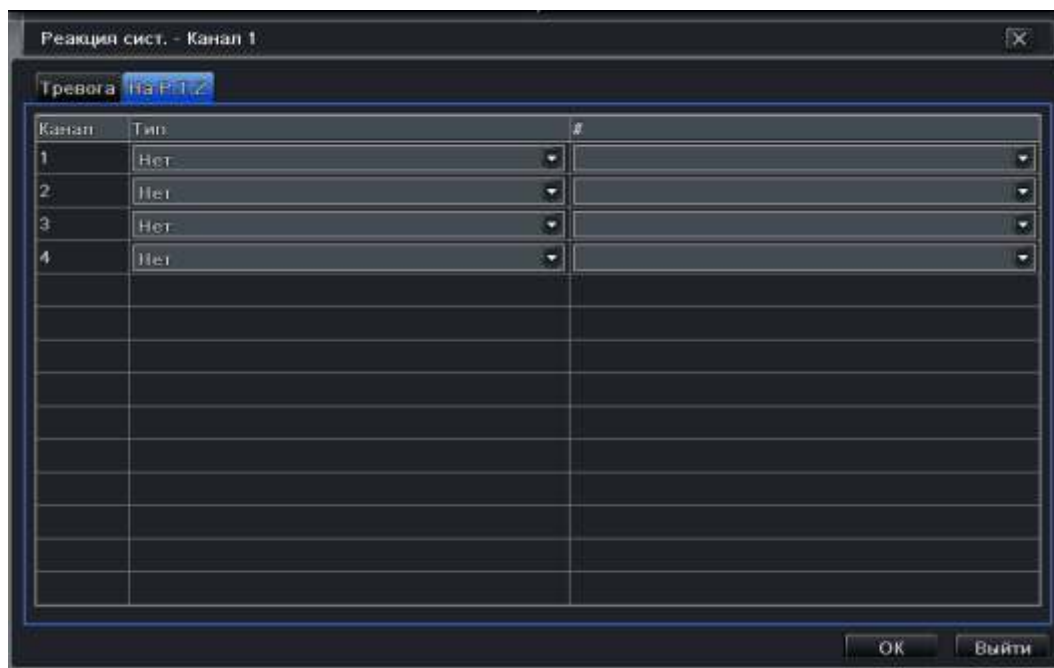 Реакция сист. - Канал 1
Тревога На P.T.Z
Канал Тип #
1 Нет
2 Нет
3 Нет
4 Нет
ОК Выйти